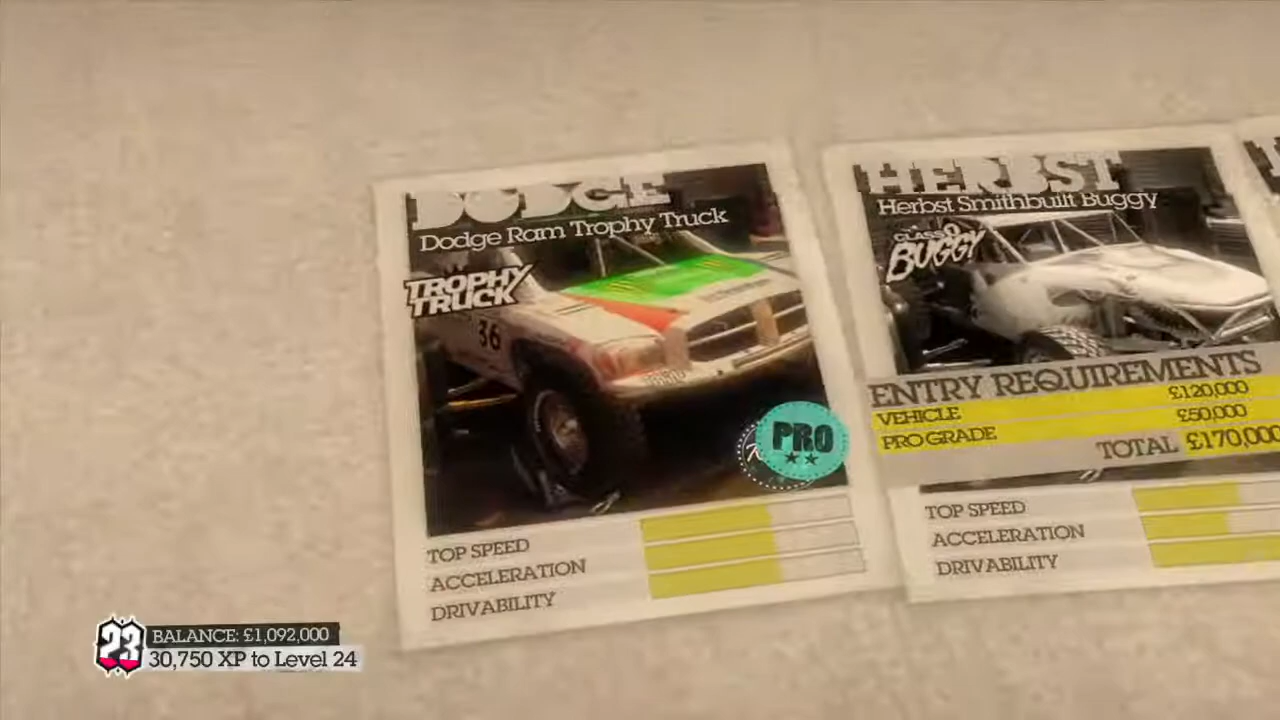 DODGE
Dodge Ram Trophy Truck
TROPHY
TRUCK
36
PRO
TOP SPEED
ACCELERATION
DRIVABILITY
HERBST
Herbst Smithbuilt Buggy
CLASS
BUGGY
ENTRY REQUIREMENTS
VEHICLE £120,000
PRO GRADE £50,000
TOTAL £170,000
TOP SPEED
ACCELERATION
DRIVABILITY
23
BALANCE: £1,092,000
30,750 XP to Level 24